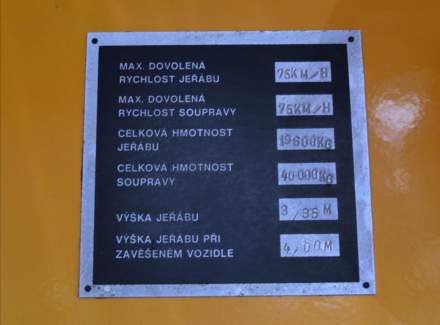 MAX. DOVOLENÁ
RYCHLOST JEŘÁBU 75KM/H
MAX. DOVOLENÁ
RYCHLOST SOUPRAVY 75KM/H
CELKOVÁ HMOTNOST
JEŘÁBU 19600KG
CELKOVÁ HMOTNOST
SOUPRAVY 40000KG
VÝŠKA JEŘÁBU 3/35 M
VÝŠKA JEŘÁBU PŘI
ZAVĚŠENÉM VOZIDLE 4/00M